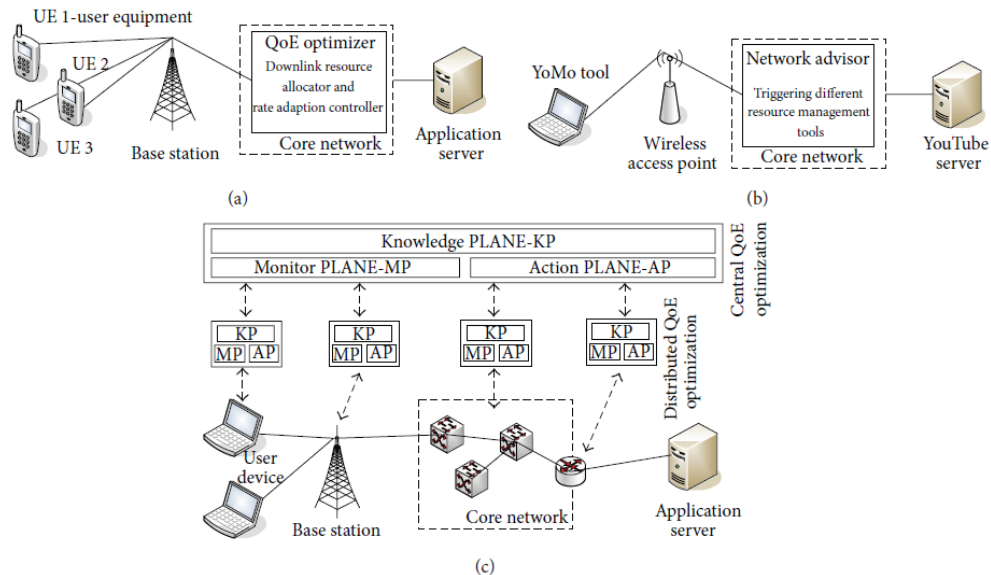 UE 1-user equipment
UE 2
UE 3
Base station
QoE optimizer
Downlink resource
allocator and
rate adaption controller
Core network
Application
server
(a)
YoMo tool
Wireless
access point
Network advisor
Triggering different
resource management
tools
Core network
YouTube
server
(b)
Knowledge PLANE-KP
Monitor PLANE-MP
Action PLANE-AP
Central QoE
optimization
KP
MP AP
KP
MP AP
KP
MP AP
KP
MP AP
Distributed QoE
optimization
User
device
Base station
Core network
Application
server
(c)